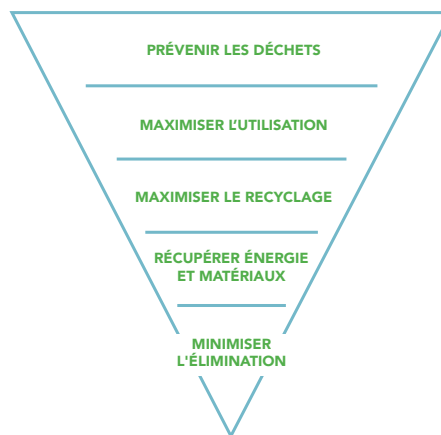 PRÉVENIR LES DÉCHETS
MAXIMISER L'UTILISATION
MAXIMISER LE RECYCLAGE
RÉCUPÉRER ÉNERGIE
ET MATÉRIAUX
MINIMISER
L'ÉLIMINATION